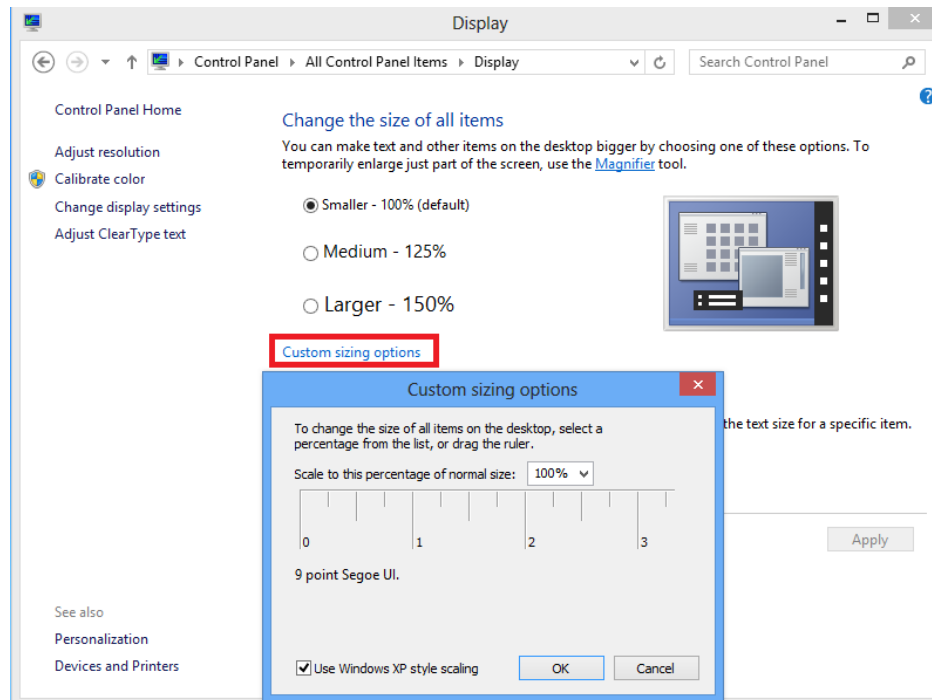 Display
Control Panel All Control Panel Items Display
Search Control Panel
Control Panel Home
Adjust resolution
Calibrate color
Change display settings
Adjust ClearType text
Change the size of all items
You can make text and other items on the desktop bigger by choosing one of these options. To
temporarily enlarge just part of the screen, use the Magnifier tool.
Smaller - 100% (default)
Medium - 125%
Larger - 150%
Custom sizing options
the text size for a specific item.
Apply
Custom sizing options
To change the size of all items on the desktop, select a
percentage from the list, or drag the ruler.
Scale to this percentage of normal size: 100%
0 1 2 3
9 point Segoe UI.
Use Windows XP style scaling
OK Cancel
See also
Personalization
Devices and Printers